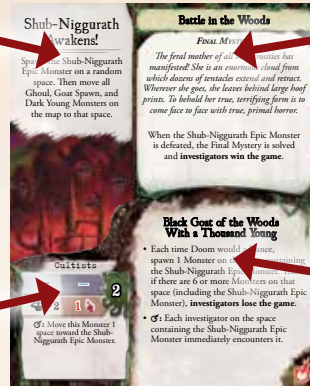 Shub-Niggurath
Awakens!
Spawn the Shub-Niggurath
Epic Monster on a random
space. Then move all
Ghoul, Goat Spawn, and
Dark Young Monsters on
the map to that space.
Cultists
–
2
2
1
: Move this Monster 1
space toward the Shub-
Niggurath Epic Monster.
Battle in the Woods
FINAL MYST
The feral mother of all has
manifested! She is an enormous cloud from
which dozens of tentacles extend and retract.
Wherever she goes, she leaves behind large hoof
prints. To behold her true, terrifying form is to
come face to face with true, primal horror.
When the Shub-Niggurath Epic Monster
is defeated, the Final Mystery is solved
and investigators win the game.
Black Goat of the Woods
With a Thousand Young
• Each time Doom would advance,
spawn 1 Monster on containing
the Shub-Niggurath Epic Monster.
if there are 6 or more Monsters on that
space (including the Shub-Niggurath Epic
Monster), investigators lose the game.
• : Each investigator on the space
containing the Shub-Niggurath Epic
Monster immediately encounters it.